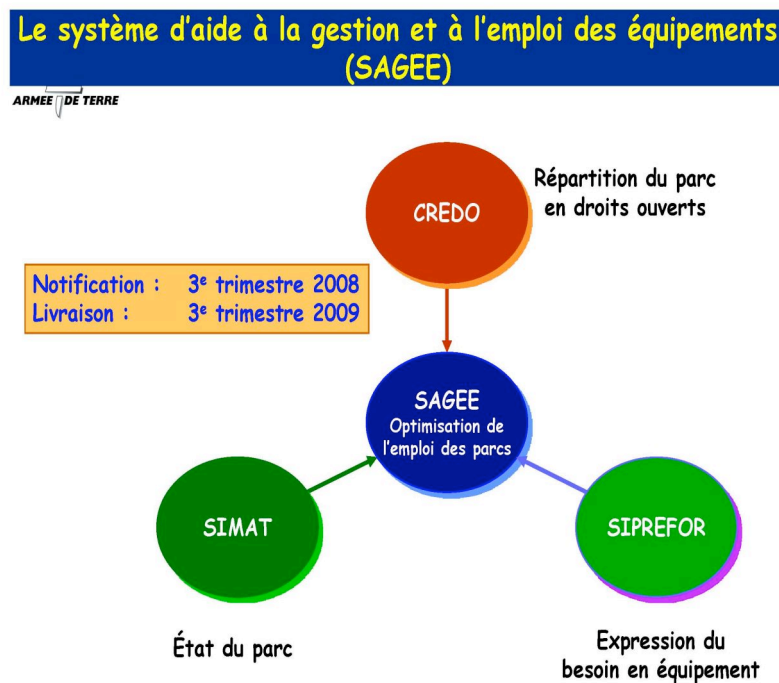 Le système d'aide à la gestion et à l'emploi des équipements
(SAGEE)
ARMEE DE TERRE
CREDO
Répartition du parc
en droits ouverts
Notification : 3e trimestre 2008
Livraison : 3e trimestre 2009
SAGEE
Optimisation de
l'emploi des parcs
SIMAT
SIPREFOR
État du parc
Expression du
besoin en équipement